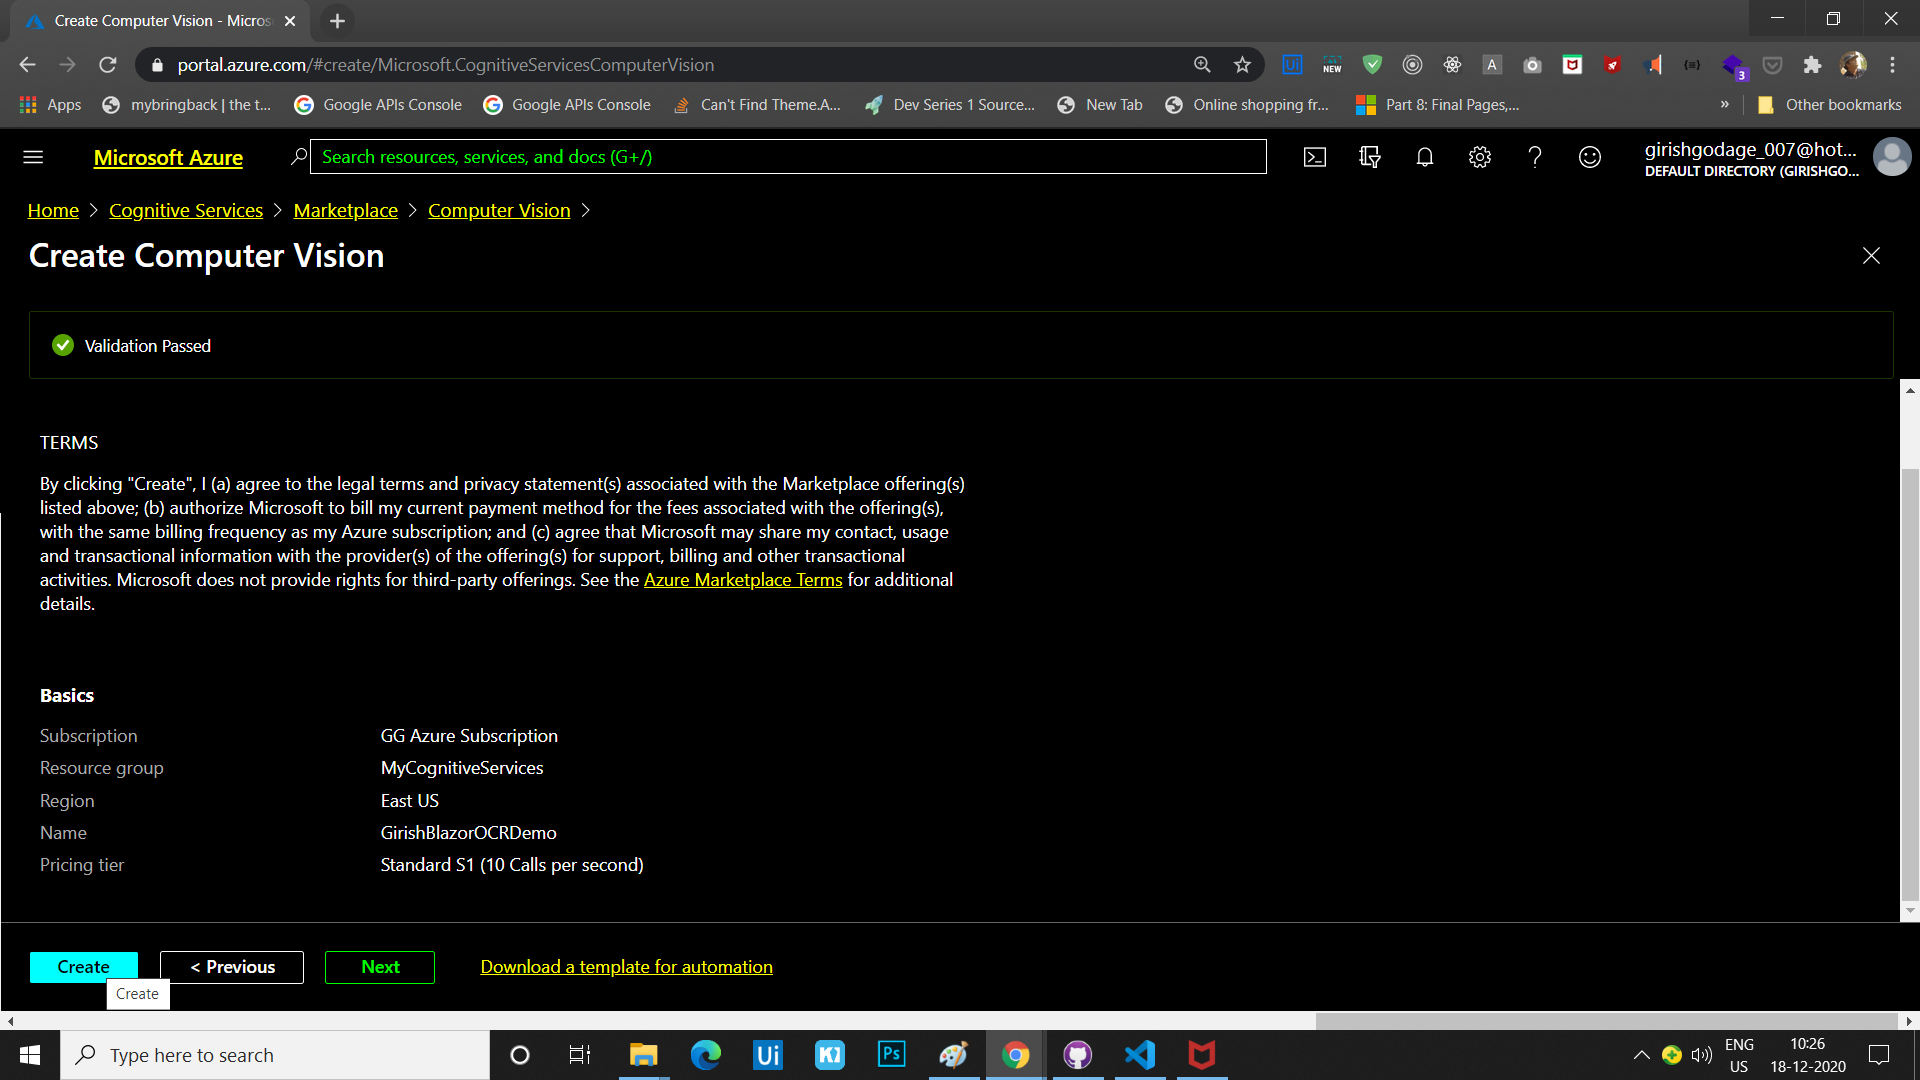 Create Computer Vision - Micros
portal.azure.com/#create/Microsoft.CognitiveServicesComputerVision
Ui
NEW
A
{≡}
3
Apps
mybringback | the t...
Google APIs Console
Google APIs Console
Can't Find Theme.A...
Dev Series 1 Source...
New Tab
Online shopping fr...
Part 8: Final Pages,...
»
Other bookmarks
Microsoft Azure
Search resources, services, and docs (G+/)
girishgodage_007@hot...
DEFAULT DIRECTORY (GIRISHGO...
Home > Cognitive Services > Marketplace > Computer Vision >
Create Computer Vision
Validation Passed
TERMS
By clicking "Create", I (a) agree to the legal terms and privacy statement(s) associated with the Marketplace offering(s)
listed above; (b) authorize Microsoft to bill my current payment method for the fees associated with the offering(s),
with the same billing frequency as my Azure subscription; and (c) agree that Microsoft may share my contact, usage
and transactional information with the provider(s) of the offering(s) for support, billing and other transactional
activities. Microsoft does not provide rights for third-party offerings. See the Azure Marketplace Terms for additional
details.
Basics
Subscription GG Azure Subscription
Resource group MyCognitiveServices
Region East US
Name GirishBlazorOCRDemo
Pricing tier Standard S1 (10 Calls per second)
Create
< Previous
Next
Download a template for automation
Create
Type here to search
Ui
K
Ps
ENG
US
10:26
18-12-2020